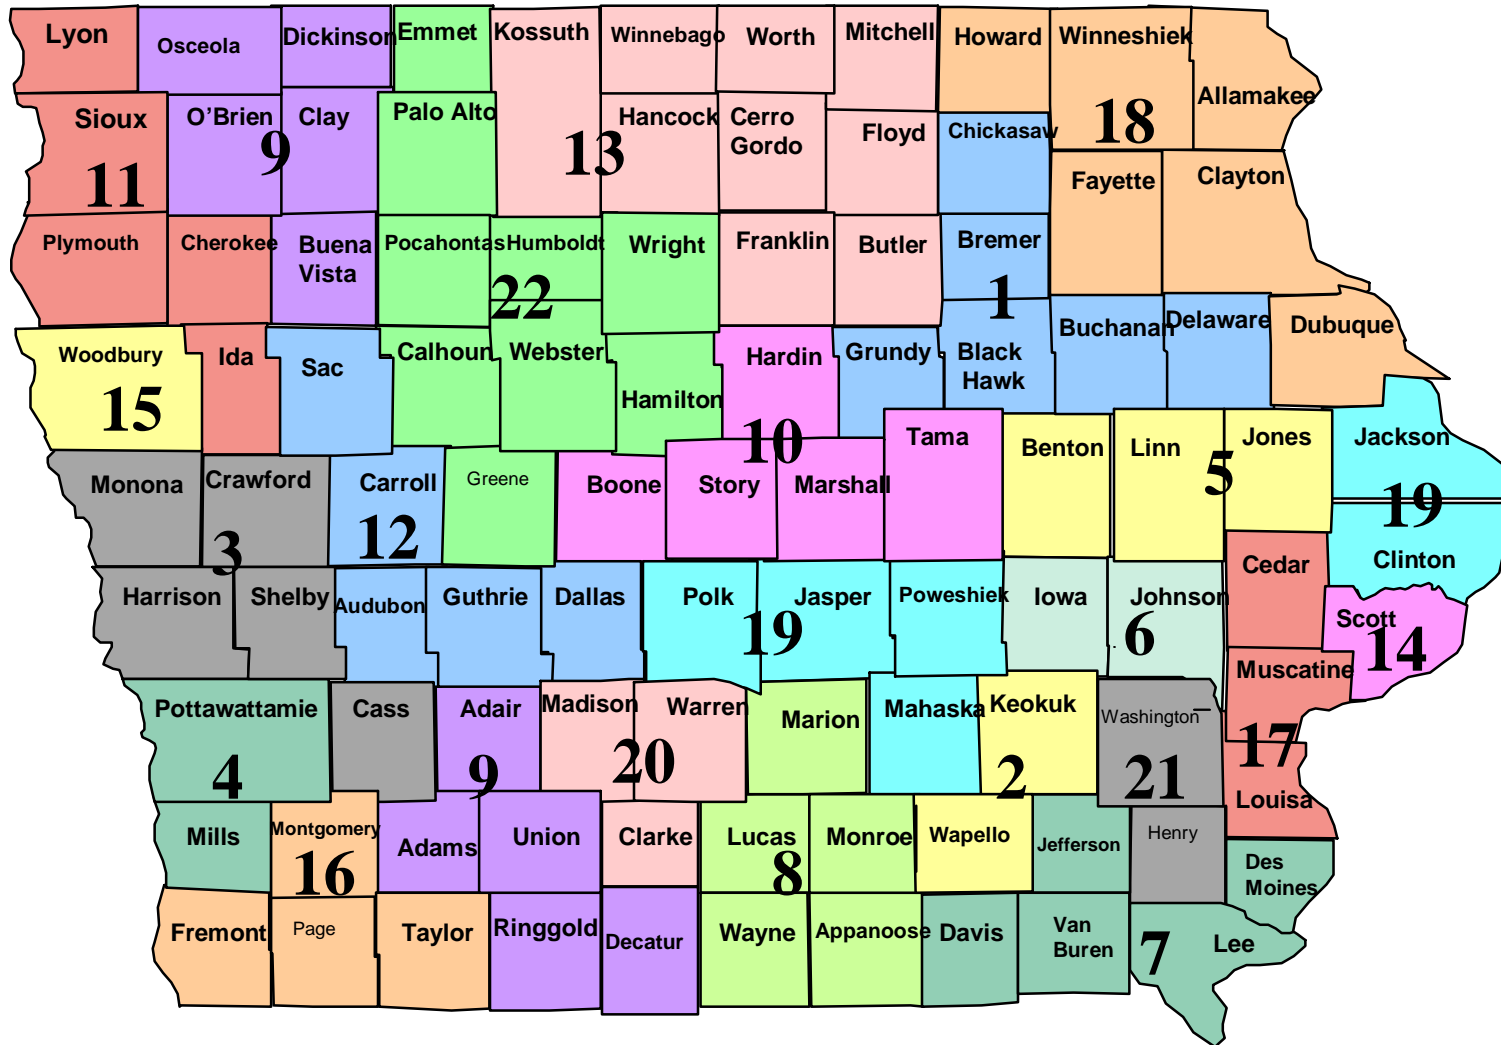 Lyon
Osceola
Dickinson
Emmet
Kossuth
Winnebago
Worth
Mitchell
Howard
Winneshiek
Allamakee
Sioux
O’Brien
Clay
Palo Alto
Hancock
Cerro
Gordo
Floyd
Chickasaw
18
11
9
13
Fayette
Clayton
Plymouth
Cherokee
Buena
Vista
Pocahontas
Humboldt
Wright
Franklin
Butler
Bremer
22
1
Woodbury
Ida
Sac
Calhoun
Webster
Hamilton
Hardin
Grundy
Black
Hawk
Buchanan
Delaware
Dubuque
15
10
Tama
Benton
Linn
Jones
Jackson
5
19
Monona
Crawford
Carroll
Greene
Boone
Story
Marshall
3
12
Cedar
Clinton
Harrison
Shelby
Audubon
Guthrie
Dallas
Polk
Jasper
Poweshiek
Iowa
Johnson
Scott
19
6
14
Muscatine
Pottawattamie
Cass
Adair
Madison
Warren
Marion
Mahaska
Keokuk
Washington
4
9
20
2
21
17
Louisa
Mills
Montgomery
Adams
Union
Clarke
Lucas
Monroe
Wapello
Jefferson
Henry
16
8
Des
Moines
Fremont
Page
Taylor
Ringgold
Decatur
Wayne
Appanoose
Davis
Van
Buren
7
Lee